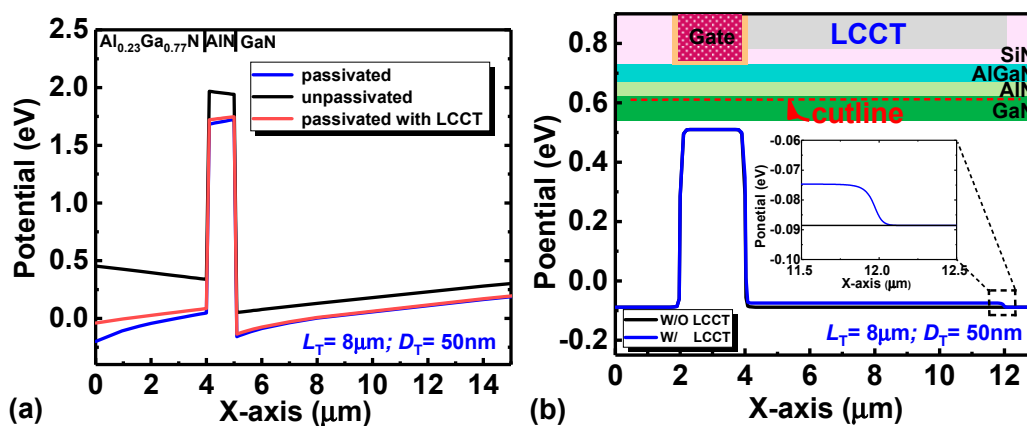 2.5
2.0
1.5
1.0
0.5
0.0
Potential (eV)
Al0.23Ga0.77N
AlN
GaN
passivated
unpassivated
passivated with LCCT
LT= 8μm; DT= 50nm
0
2
4
6
8
10
12
14
X-axis (μm)
(a)
0.8
0.6
0.4
0.2
0.0
-0.2
Poential (eV)
Gate
LCCT
SiN
AlGaN
AlN
GaN
cutline
-0.06
-0.07
-0.08
-0.09
-0.10
Ponetial (eV)
11.5
12.0
12.5
X-axis (μm)
W/O LCCT
W/ LCCT
LT= 8μm; DT= 50nm
0
2
4
6
8
10
12
X-axis (μm)
(b)